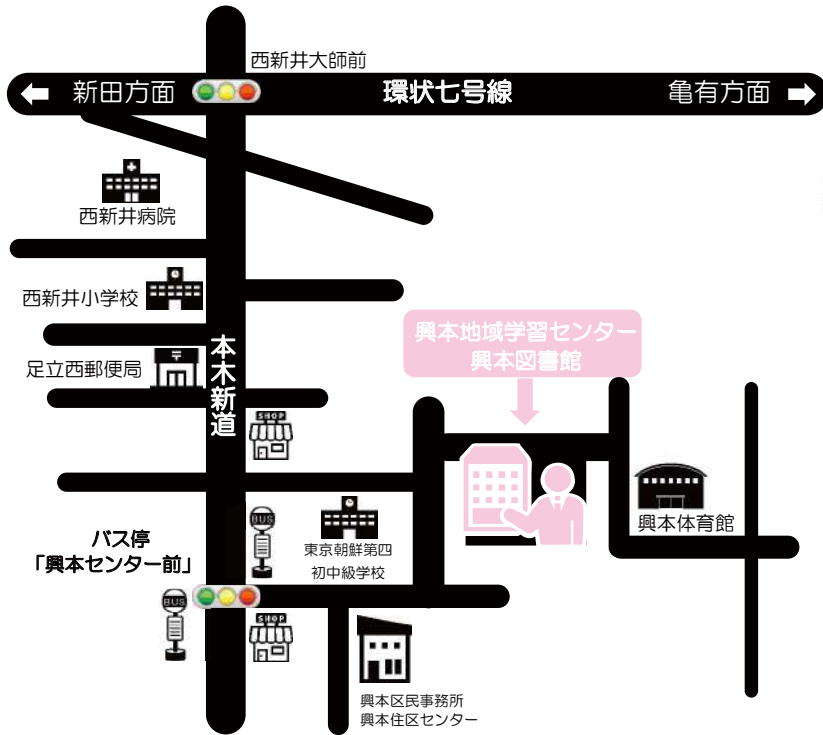 西新井大師前
新田方面
環状七号線
亀有方面
西新井病院
西新井小学校
興本地域学習センター
興本図書館
足立西郵便局
本木新道
SHOP
興本体育館
バス停
「興本センター前」
BUS
東京朝鮮第四
初中級学校
BUS
SHOP
興本区民事務所
興本住区センター